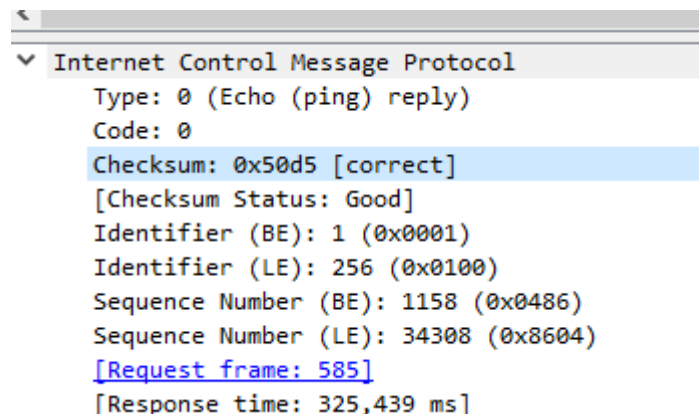 Internet Control Message Protocol
Type: 0 (Echo (ping) reply)
Code: 0
Checksum: 0x50d5 [correct]
[Checksum Status: Good]
Identifier (BE): 1 (0x0001)
Identifier (LE): 256 (0x0100)
Sequence Number (BE): 1158 (0x0486)
Sequence Number (LE): 34308 (0x8604)
[Request frame: 585]
[Response time: 325,439 ms]